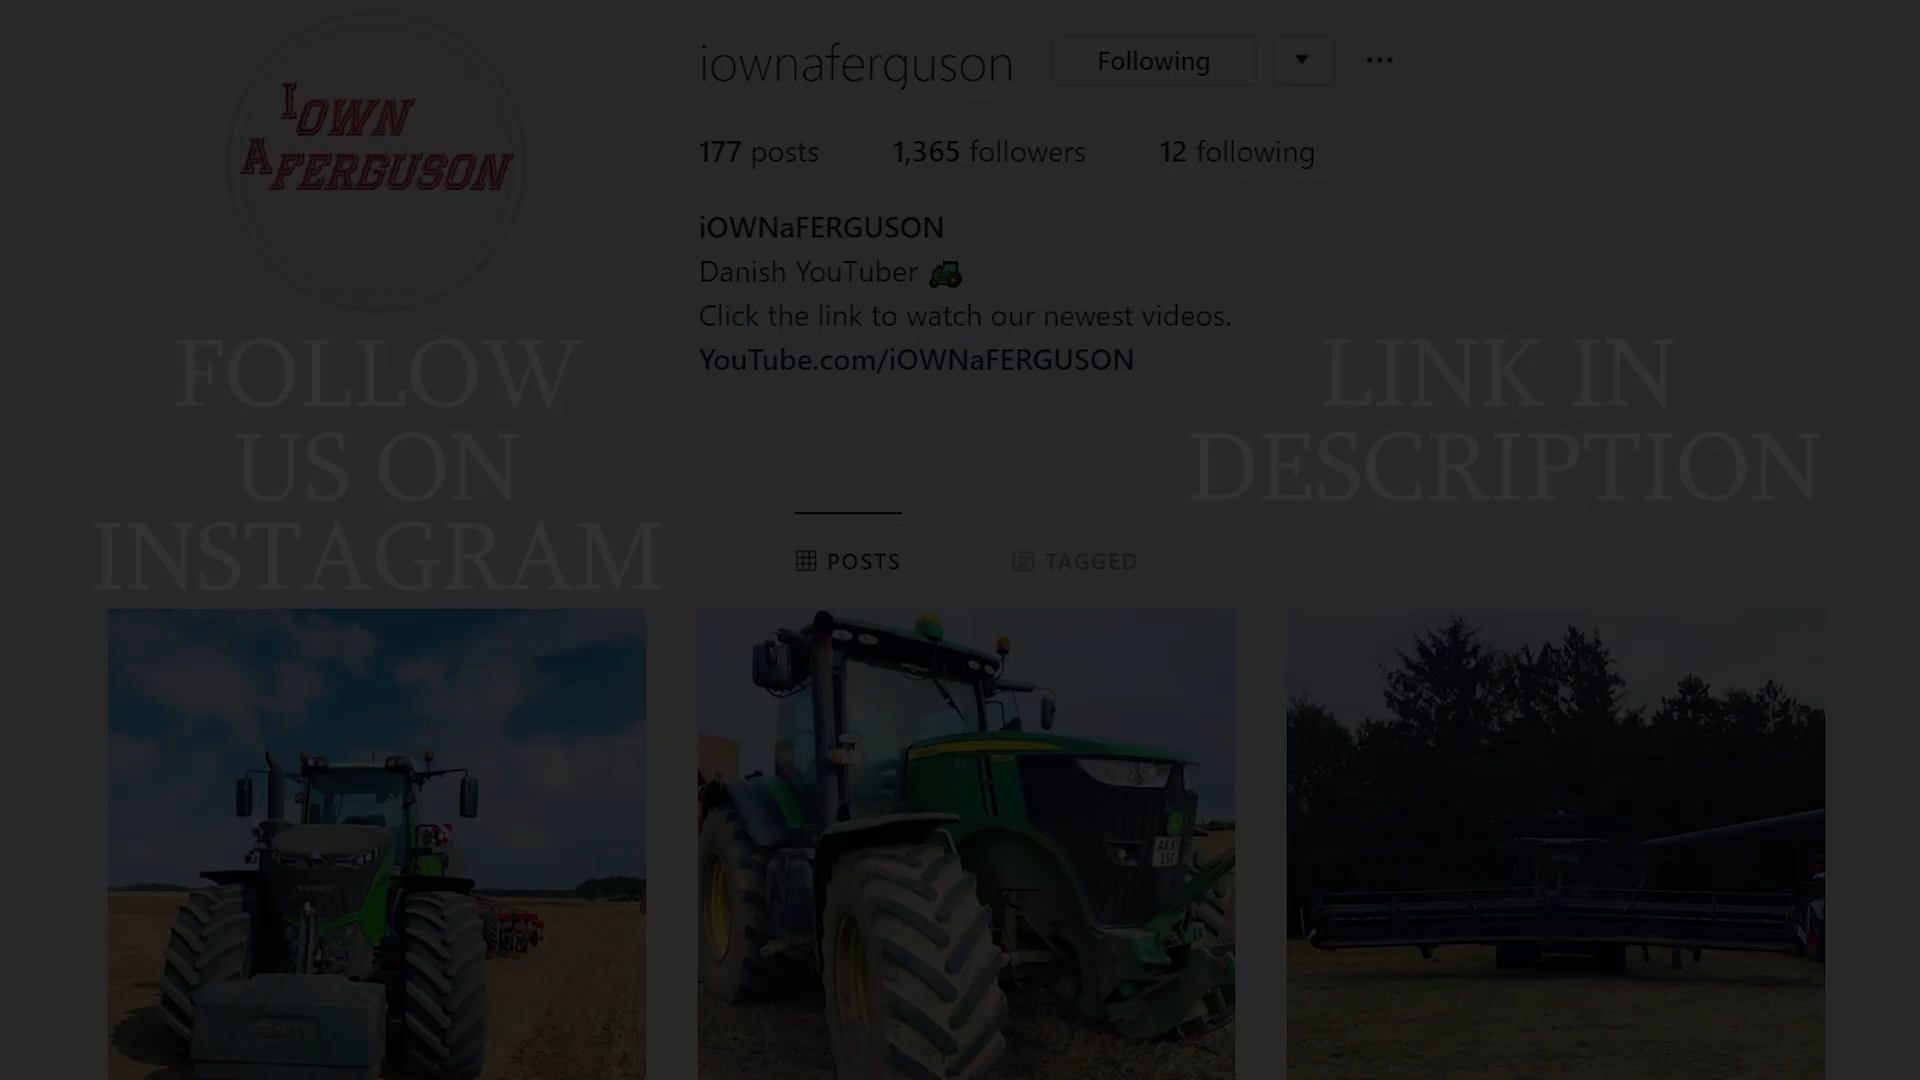 IOWN
AFERGUSON
iownaferguson
Following
177 posts
1,365 followers
12 following
iOWNaFERGUSON
Danish YouTuber
Click the link to watch our newest videos.
YouTube.com/iOWNaFERGUSON
FOLLOW
US ON
INSTAGRAM
LINK IN
DESCRIPTION
POSTS
TAGGED